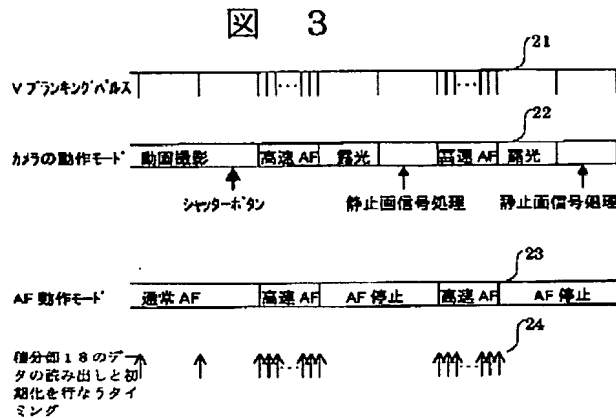 図 3
21
Vブランキングパルス
22
カメラの動作モード
動画撮影 高速AF 露光 高速AF 露光
シャッターボタン 静止画信号処理 静止画信号処理
23
AF動作モード
通常AF 高速AF AF停止 高速AF AF停止
24
積分部18のデー
タの読み出しと初
期化を行なうタイ
ミング